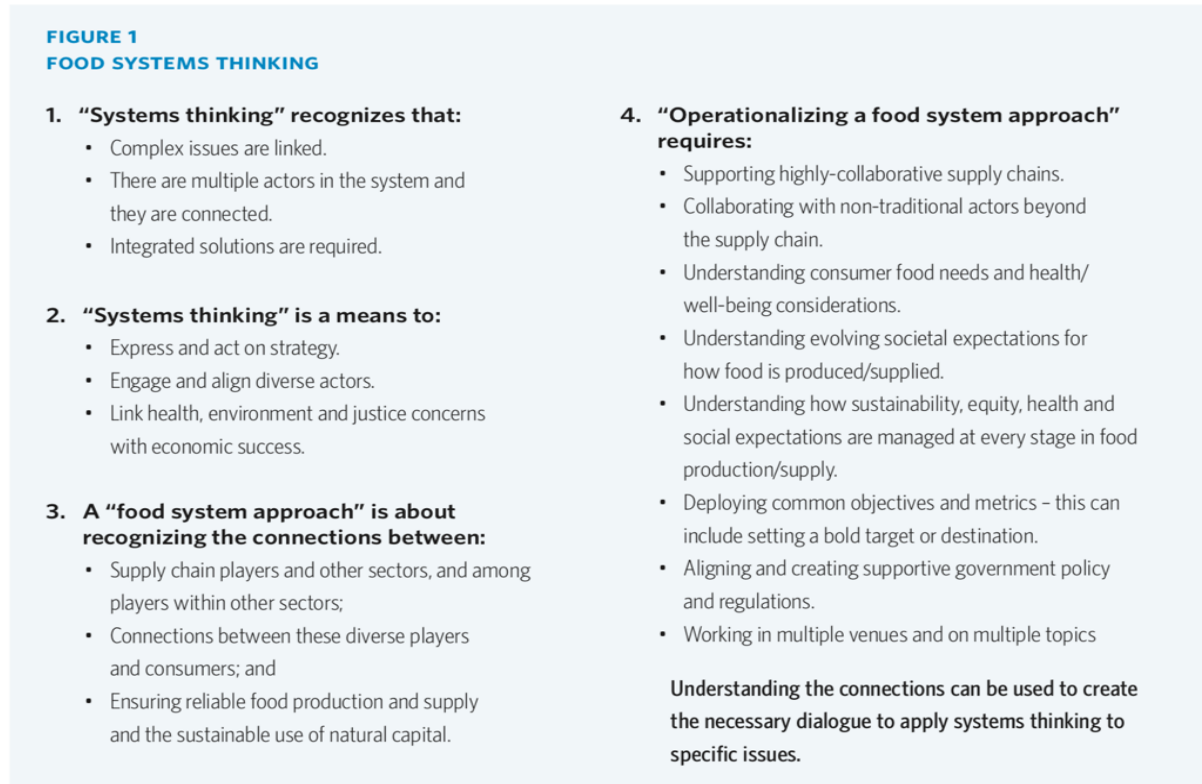 FIGURE 1
FOOD SYSTEMS THINKING
1. “Systems thinking” recognizes that:
• Complex issues are linked.
• There are multiple actors in the system and
they are connected.
• Integrated solutions are required.
2. “Systems thinking” is a means to:
• Express and act on strategy.
• Engage and align diverse actors.
• Link health, environment and justice concerns
with economic success.
3. A “food system approach” is about
recognizing the connections between:
• Supply chain players and other sectors, and among
players within other sectors;
• Connections between these diverse players
and consumers; and
• Ensuring reliable food production and supply
and the sustainable use of natural capital.
4. “Operationalizing a food system approach”
requires:
• Supporting highly-collaborative supply chains.
• Collaborating with non-traditional actors beyond
the supply chain.
• Understanding consumer food needs and health/
well-being considerations.
• Understanding evolving societal expectations for
how food is produced/supplied.
• Understanding how sustainability, equity, health and
social expectations are managed at every stage in food
production/supply.
• Deploying common objectives and metrics – this can
include setting a bold target or destination.
• Aligning and creating supportive government policy
and regulations.
• Working in multiple venues and on multiple topics
Understanding the connections can be used to create
the necessary dialogue to apply systems thinking to
specific issues.